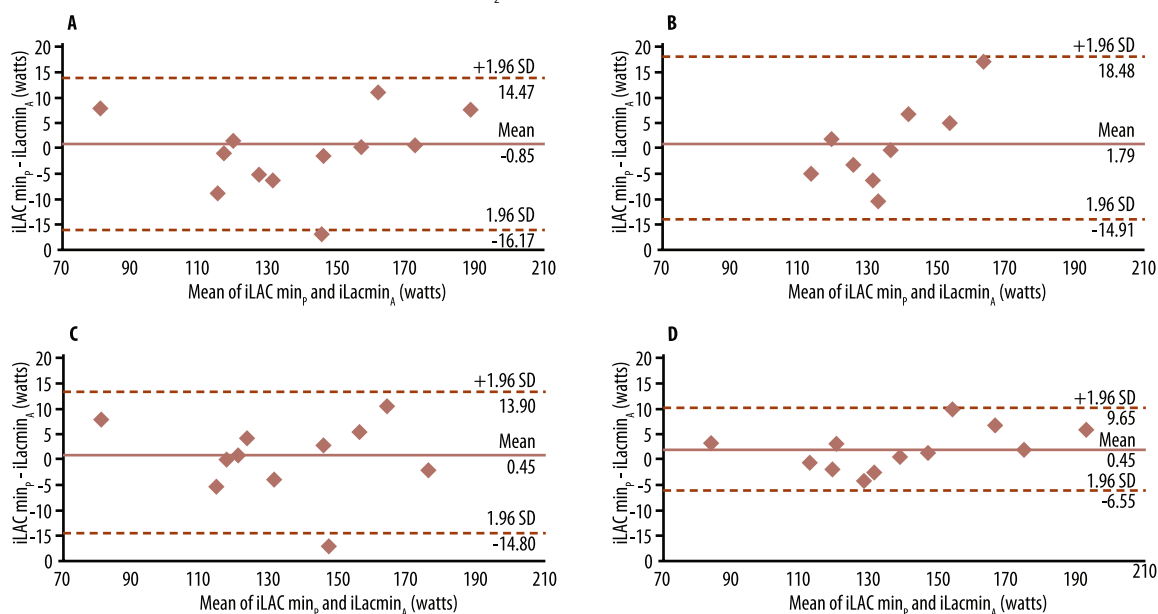 2
A
iLAC minP - iLacminA (watts)
20
15
10
5
0
-5
-10
-15
0
+1.96 SD
14.47
Mean
-0.85
1.96 SD
-16.17
70 90 110 130 150 170 190 210
Mean of iLAC minP and iLacminA (watts)
B
iLAC minP - iLacminA (watts)
20
15
10
5
0
-5
-10
-15
0
+1.96 SD
18.48
Mean
1.79
1.96 SD
-14.91
70 90 110 130 150 170 190 210
Mean of iLAC minP and iLacminA (watts)
C
iLAC minP - iLacminA (watts)
20
15
10
5
0
-5
-10
-15
0
+1.96 SD
13.90
Mean
0.45
1.96 SD
-14.80
70 90 110 130 150 170 190 210
Mean of iLAC minP and iLacminA (watts)
D
iLAC minP - iLacminA (watts)
20
15
10
5
0
-5
-10
-15
0
+1.96 SD
9.65
Mean
0.45
1.96 SD
-6.55
70 90 110 130 150 170 190 210
Mean of iLAC minP and iLacminA (watts)